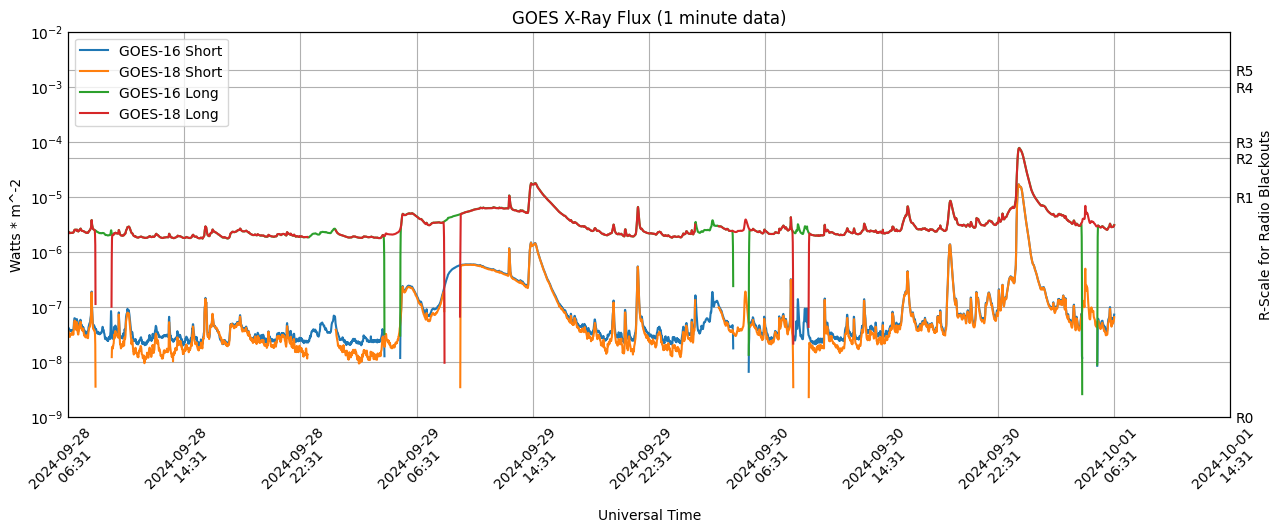 GOES X-Ray Flux (1 minute data)
GOES-16 Short
GOES-18 Short
GOES-16 Long
GOES-18 Long
Watts * m^-2
10⁻²
10⁻³
10⁻⁴
10⁻⁵
10⁻⁶
10⁻⁷
10⁻⁸
10⁻⁹
R5
R4
R3
R2
R1
R0
R-Scale for Radio Blackouts
2024-09-28
06:31
2024-09-28
14:31
2024-09-28
22:31
2024-09-29
06:31
2024-09-29
14:31
2024-09-29
22:31
2024-09-30
06:31
2024-09-30
14:31
2024-09-30
22:31
2024-10-01
06:31
2024-10-01
14:31
Universal Time